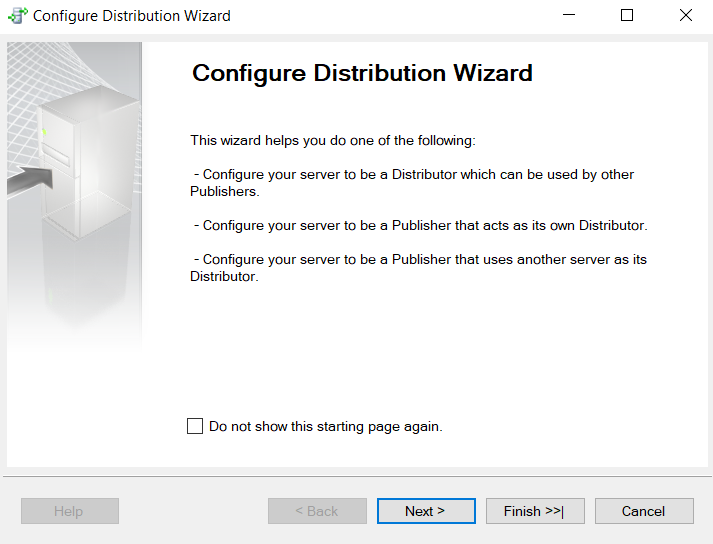 Configure Distribution Wizard
Configure Distribution Wizard
This wizard helps you do one of the following:
- Configure your server to be a Distributor which can be used by other
Publishers.
- Configure your server to be a Publisher that acts as its own Distributor.
- Configure your server to be a Publisher that uses another server as its
Distributor.
Do not show this starting page again.
Help
< Back
Next >
Finish >>|
Cancel